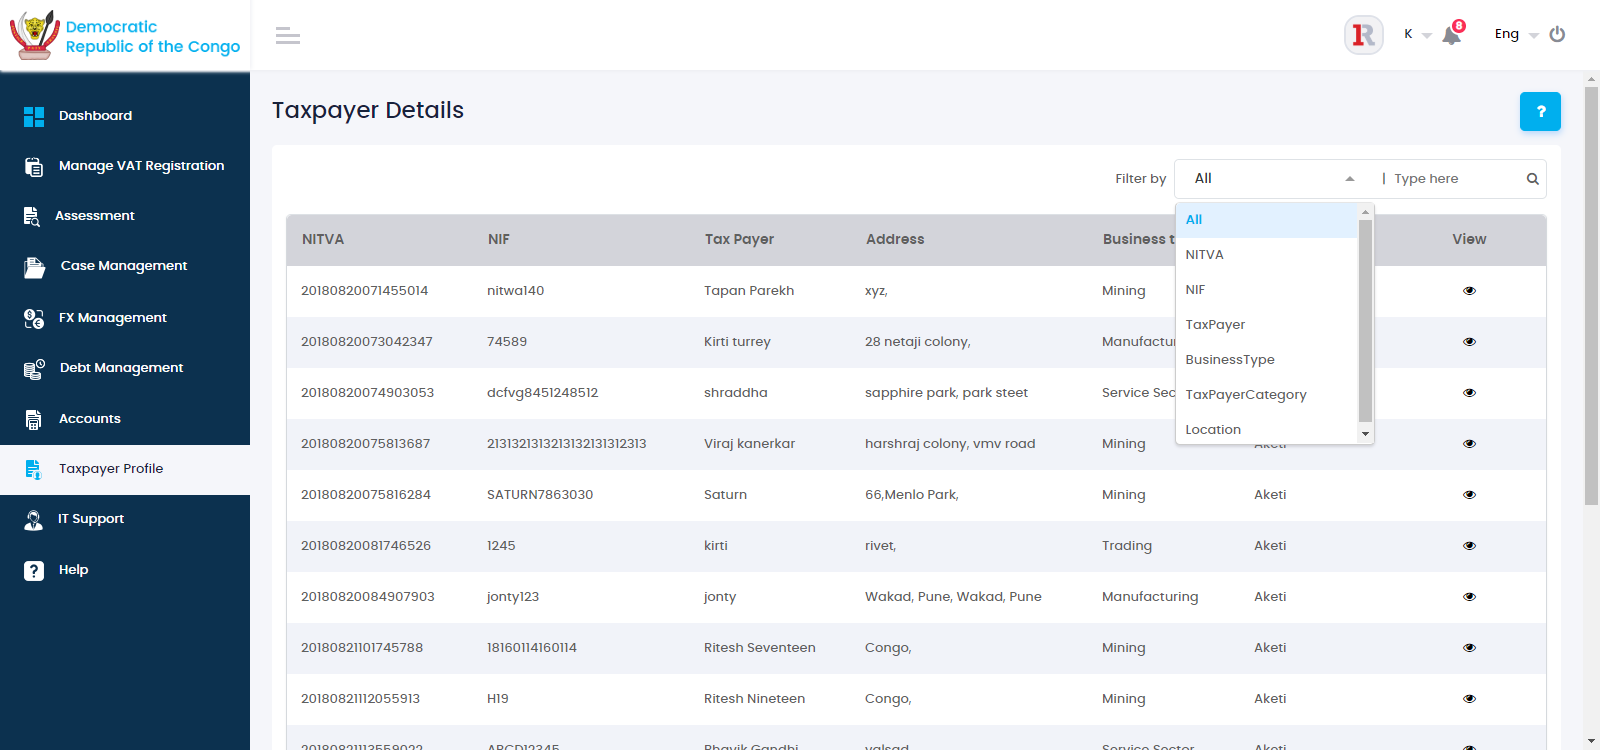 Democratic
Republic of the Congo
1R
K
8
Eng
Dashboard
Manage VAT Registration
Assessment
Case Management
FX Management
Debt Management
Accounts
Taxpayer Profile
IT Support
? Help
Taxpayer Details
?
Filter by All | Type here
All
NITVA
NIF
TaxPayer
BusinessType
TaxPayerCategory
Location
NITVA NIF Tax Payer Address Business t View
20180820071455014 nitwa140 Tapan Parekh xyz, Mining
20180820073042347 74589 Kirti turrey 28 netaji colony, Manufactur
20180820074903053 dcfvg8451248512 shraddha sapphire park, park steet Service Sec
20180820075813687 2131321313213132131312313 Viraj kanerkar harshraj colony, vmv road Mining Aketi
20180820075816284 SATURN7863030 Saturn 66,Menlo Park, Mining Aketi
20180820081746526 1245 kirti rivet, Trading Aketi
20180820084907903 jonty123 jonty Wakad, Pune, Wakad, Pune Manufacturing Aketi
20180821101745788 18160114160114 Ritesh Seventeen Congo, Mining Aketi
20180821112055913 H19 Ritesh Nineteen Congo, Mining Aketi
20180821113559022 ABCD12345 Bhavik Gandhi valsad Service Sector Aketi